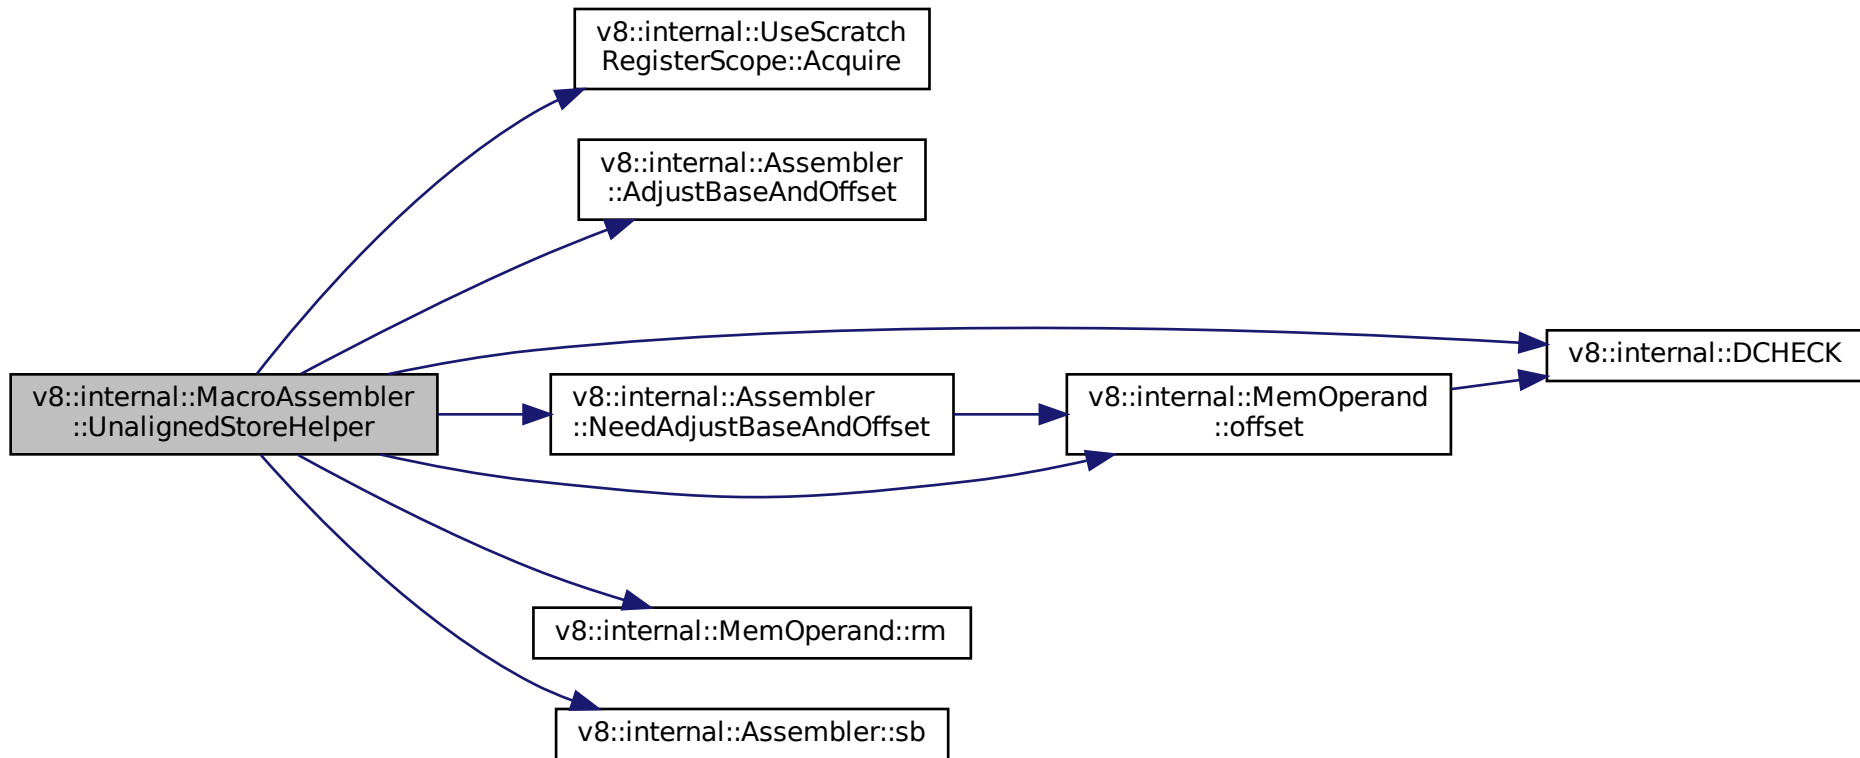 v8::internal::UseScratch
RegisterScope::Acquire
v8::internal::Assembler
::AdjustBaseAndOffset
v8::internal::DCHECK
v8::internal::MacroAssembler
::UnalignedStoreHelper
v8::internal::Assembler
::NeedAdjustBaseAndOffset
v8::internal::MemOperand
::offset
v8::internal::MemOperand::rm
v8::internal::Assembler::sb